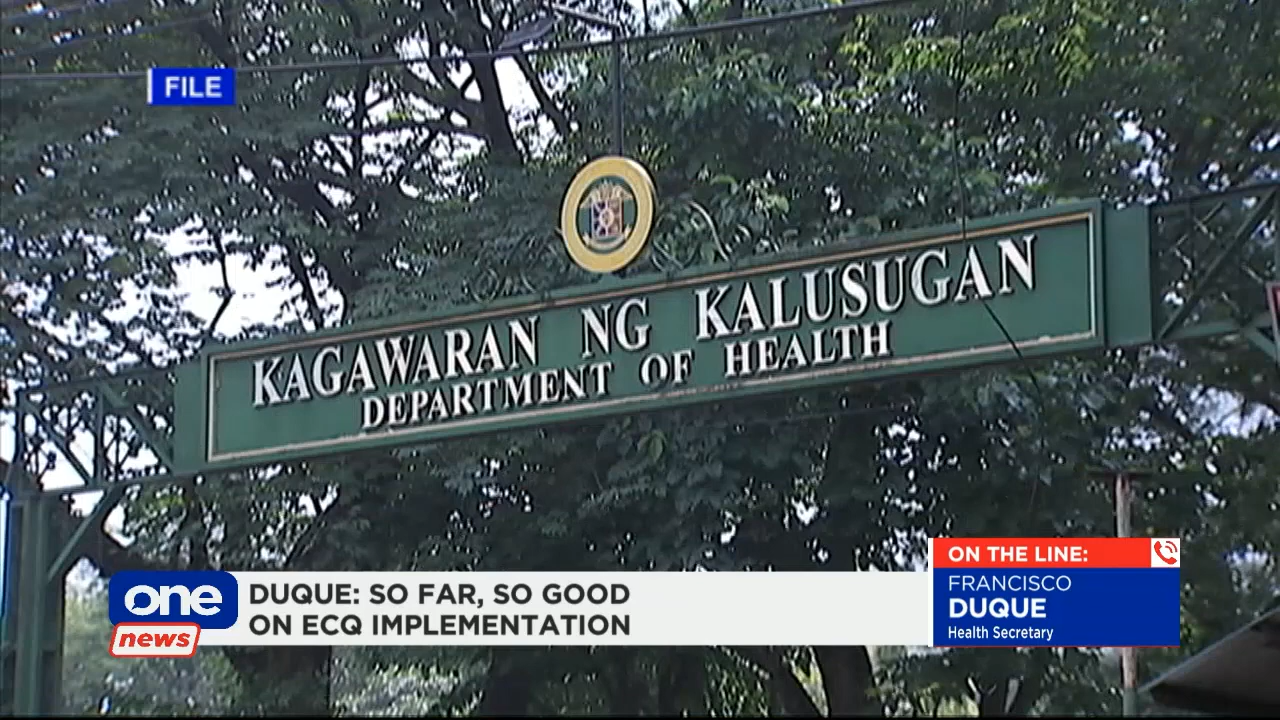 FILE
KAGAWARAN NG KALUSUGAN
DEPARTMENT OF HEALTH
ON THE LINE:
FRANCISCO
DUQUE
Health Secretary
one
news
DUQUE: SO FAR, SO GOOD
ON ECQ IMPLEMENTATION